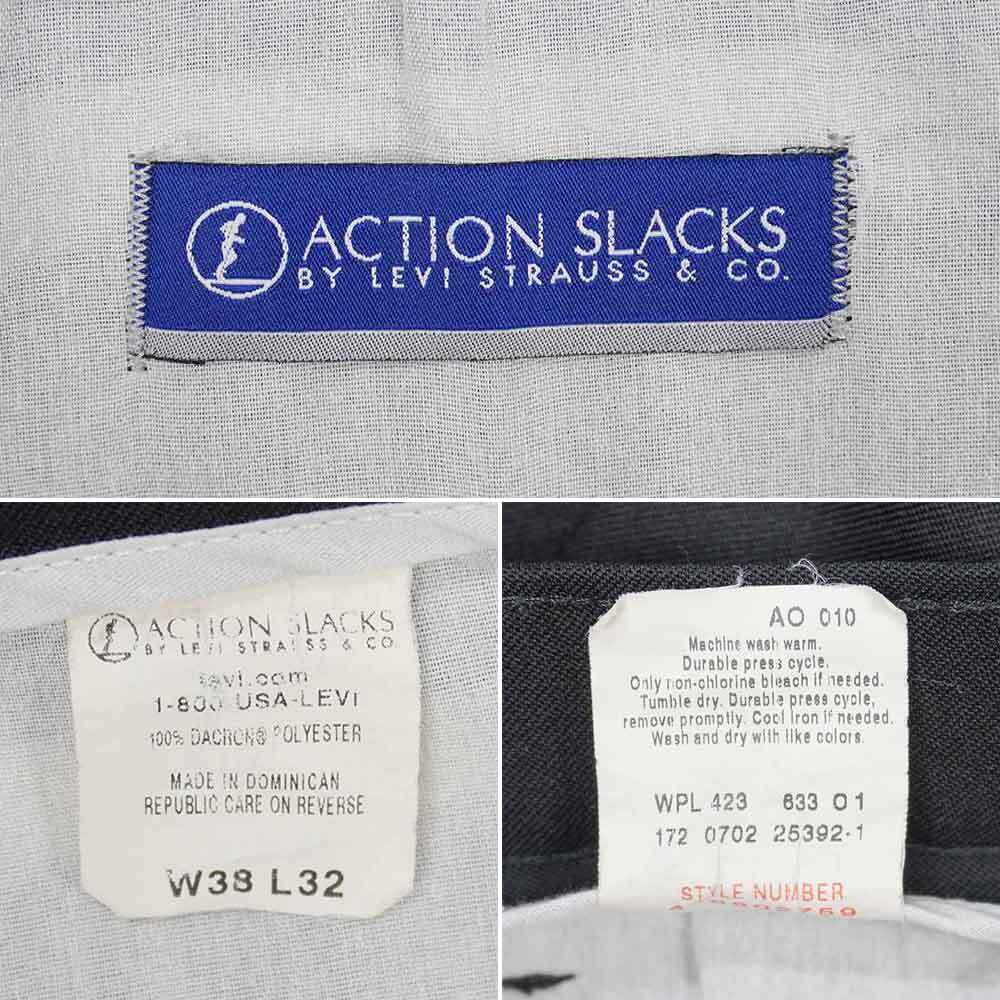 ACTION SLACKS
BY LEVI STRAUSS & CO.
ACTION SLACKS
BY LEVI STRAUSS & CO
levi.com
1-800 USA-LEVI
100% DACRON® POLYESTER
MADE IN DOMINICAN
REPUBLIC CARE ON REVERSE
W38 L32
AO 010
Machine wash warm.
Durable press cycle.
Only non-chlorine bleach if needed.
Tumble dry. Durable press cycle,
remove promptly. Cool iron if needed.
Wash and dry with like colors.
WPL 423 833 01
172 0702 25392-1
STYLE NUMBER